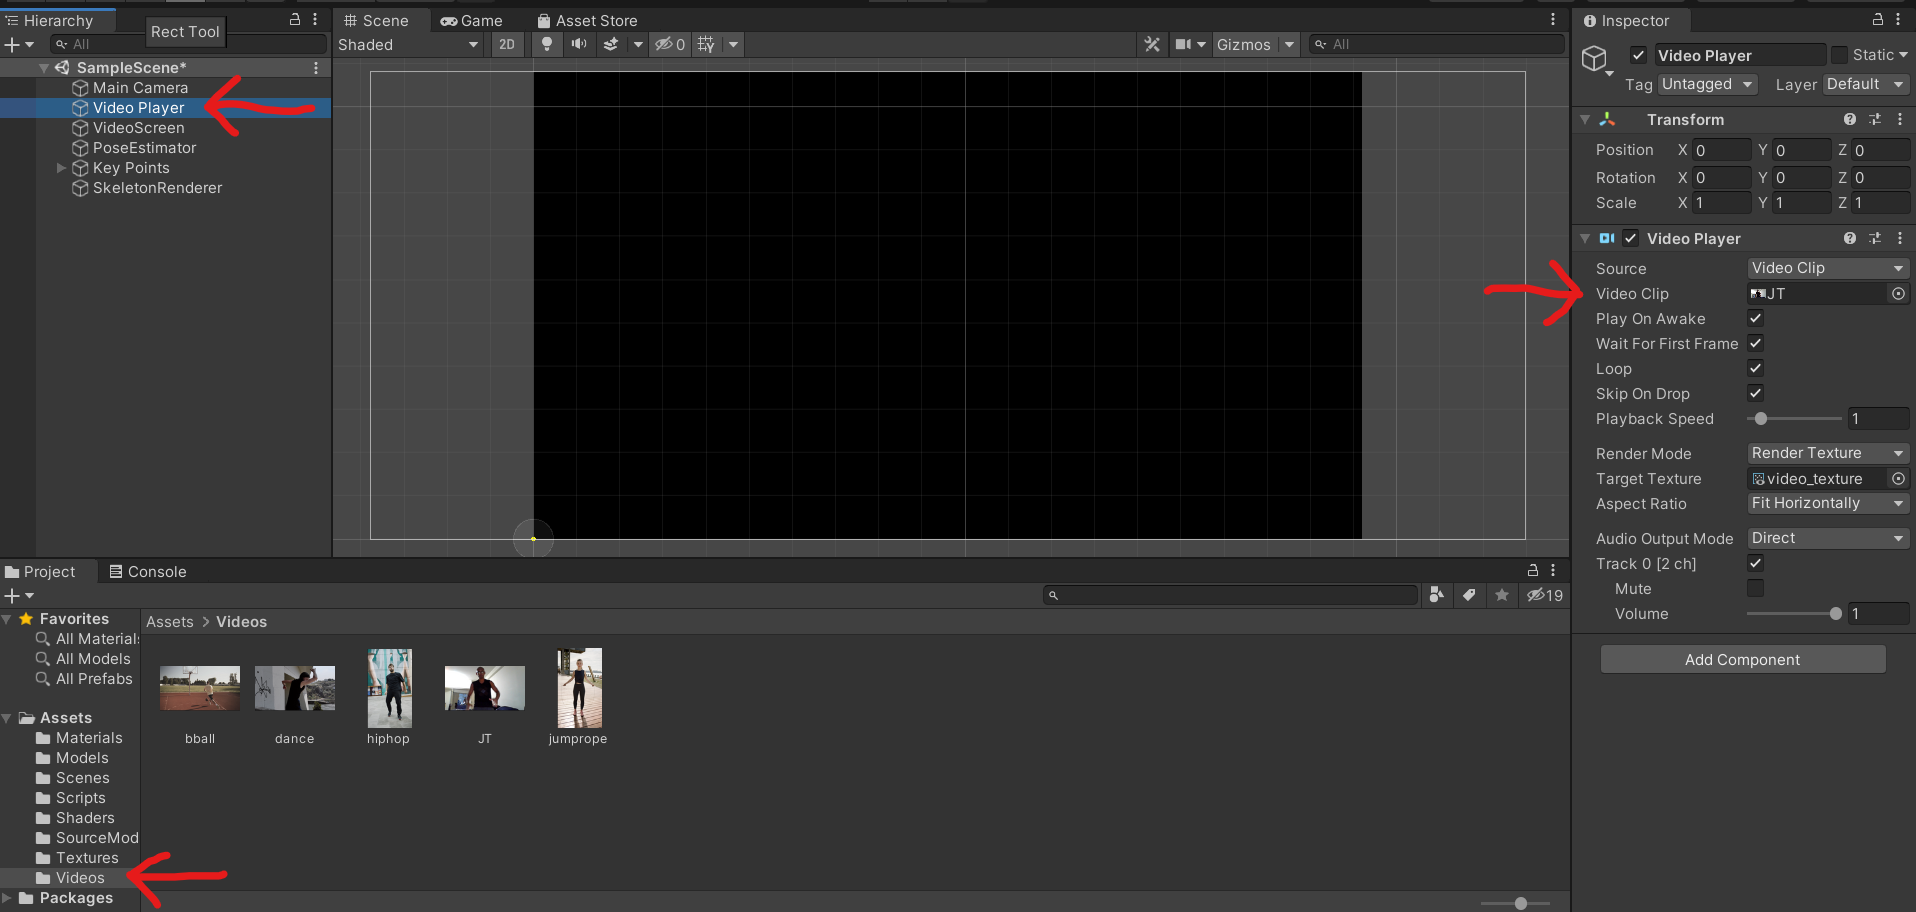 Hierarchy
Rect Tool
All
SampleScene*
Main Camera
Video Player
VideoScreen
PoseEstimator
Key Points
SkeletonRenderer
Scene
Game
Asset Store
Shaded
2D
0
Gizmos
All
Inspector
Video Player
Static
Tag Untagged Layer Default
Transform
Position X 0 Y 0 Z 0
Rotation X 0 Y 0 Z 0
Scale X 1 Y 1 Z 1
Video Player
Source Video Clip
Video Clip JT
Play On Awake
Wait For First Frame
Loop
Skip On Drop
Playback Speed 1
Render Mode Render Texture
Target Texture video_texture
Aspect Ratio Fit Horizontally
Audio Output Mode Direct
Track 0 [2 ch]
Mute
Volume 1
Add Component
Project
Console
19
Favorites
All Materials
All Models
All Prefabs
Assets
Materials
Models
Scenes
Scripts
Shaders
SourceMod
Textures
Videos
Packages
Assets > Videos
bball
dance
hiphop
JT
jumprope